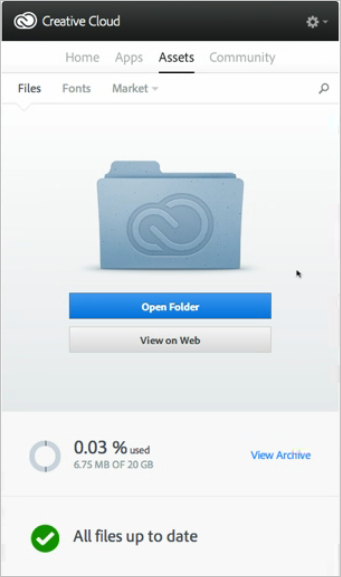 Creative Cloud
Home Apps Assets Community
Files Fonts Market
Open Folder
View on Web
0.03 % used
6.75 MB OF 20 GB
View Archive
All files up to date